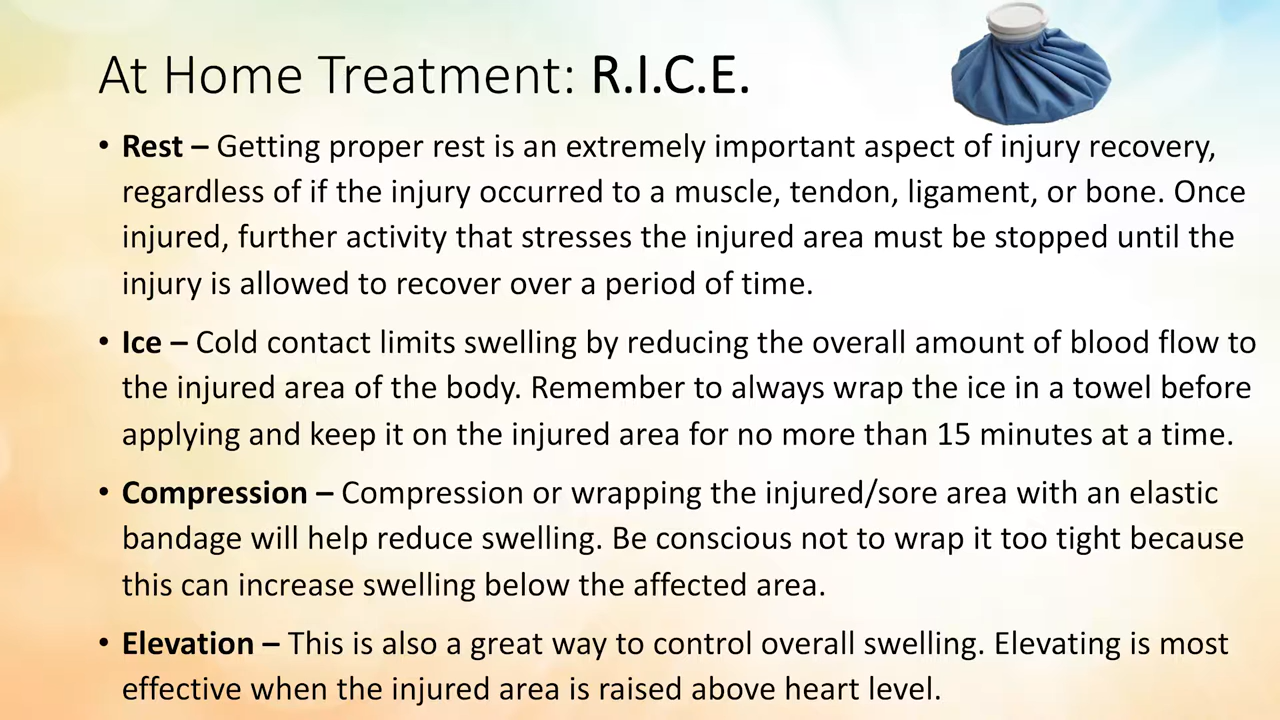 At Home Treatment: R.I.C.E.
• Rest – Getting proper rest is an extremely important aspect of injury recovery,
regardless of if the injury occurred to a muscle, tendon, ligament, or bone. Once
injured, further activity that stresses the injured area must be stopped until the
injury is allowed to recover over a period of time.
• Ice – Cold contact limits swelling by reducing the overall amount of blood flow to
the injured area of the body. Remember to always wrap the ice in a towel before
applying and keep it on the injured area for no more than 15 minutes at a time.
• Compression – Compression or wrapping the injured/sore area with an elastic
bandage will help reduce swelling. Be conscious not to wrap it too tight because
this can increase swelling below the affected area.
• Elevation – This is also a great way to control overall swelling. Elevating is most
effective when the injured area is raised above heart level.